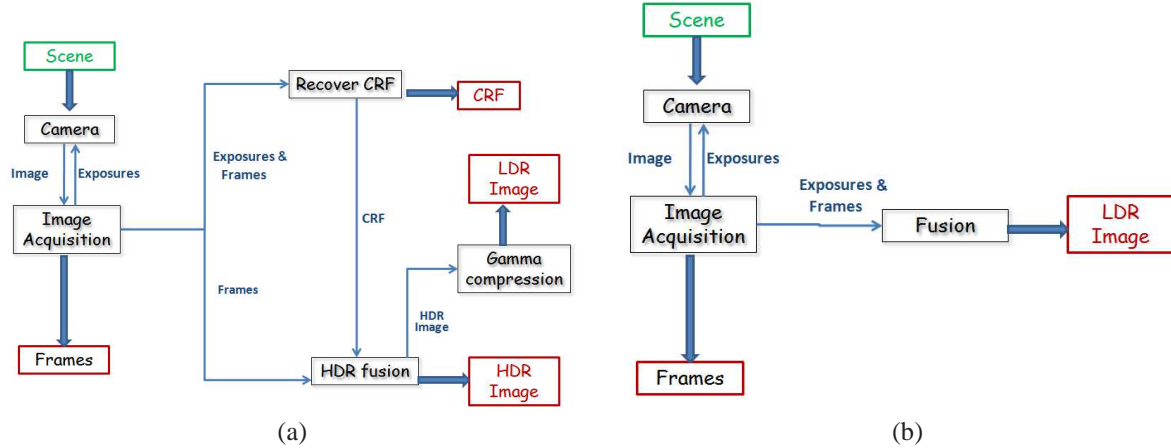 Scene
Camera
Image
Exposures
Image
Acquisition
Frames
Exposures &
Frames
Frames
Recover CRF
CRF
CRF
LDR
Image
Gamma
compression
HDR
Image
HDR fusion
HDR
Image
(a)
Scene
Camera
Image
Exposures
Image
Acquisition
Exposures &
Frames
Fusion
LDR
Image
Frames
(b)